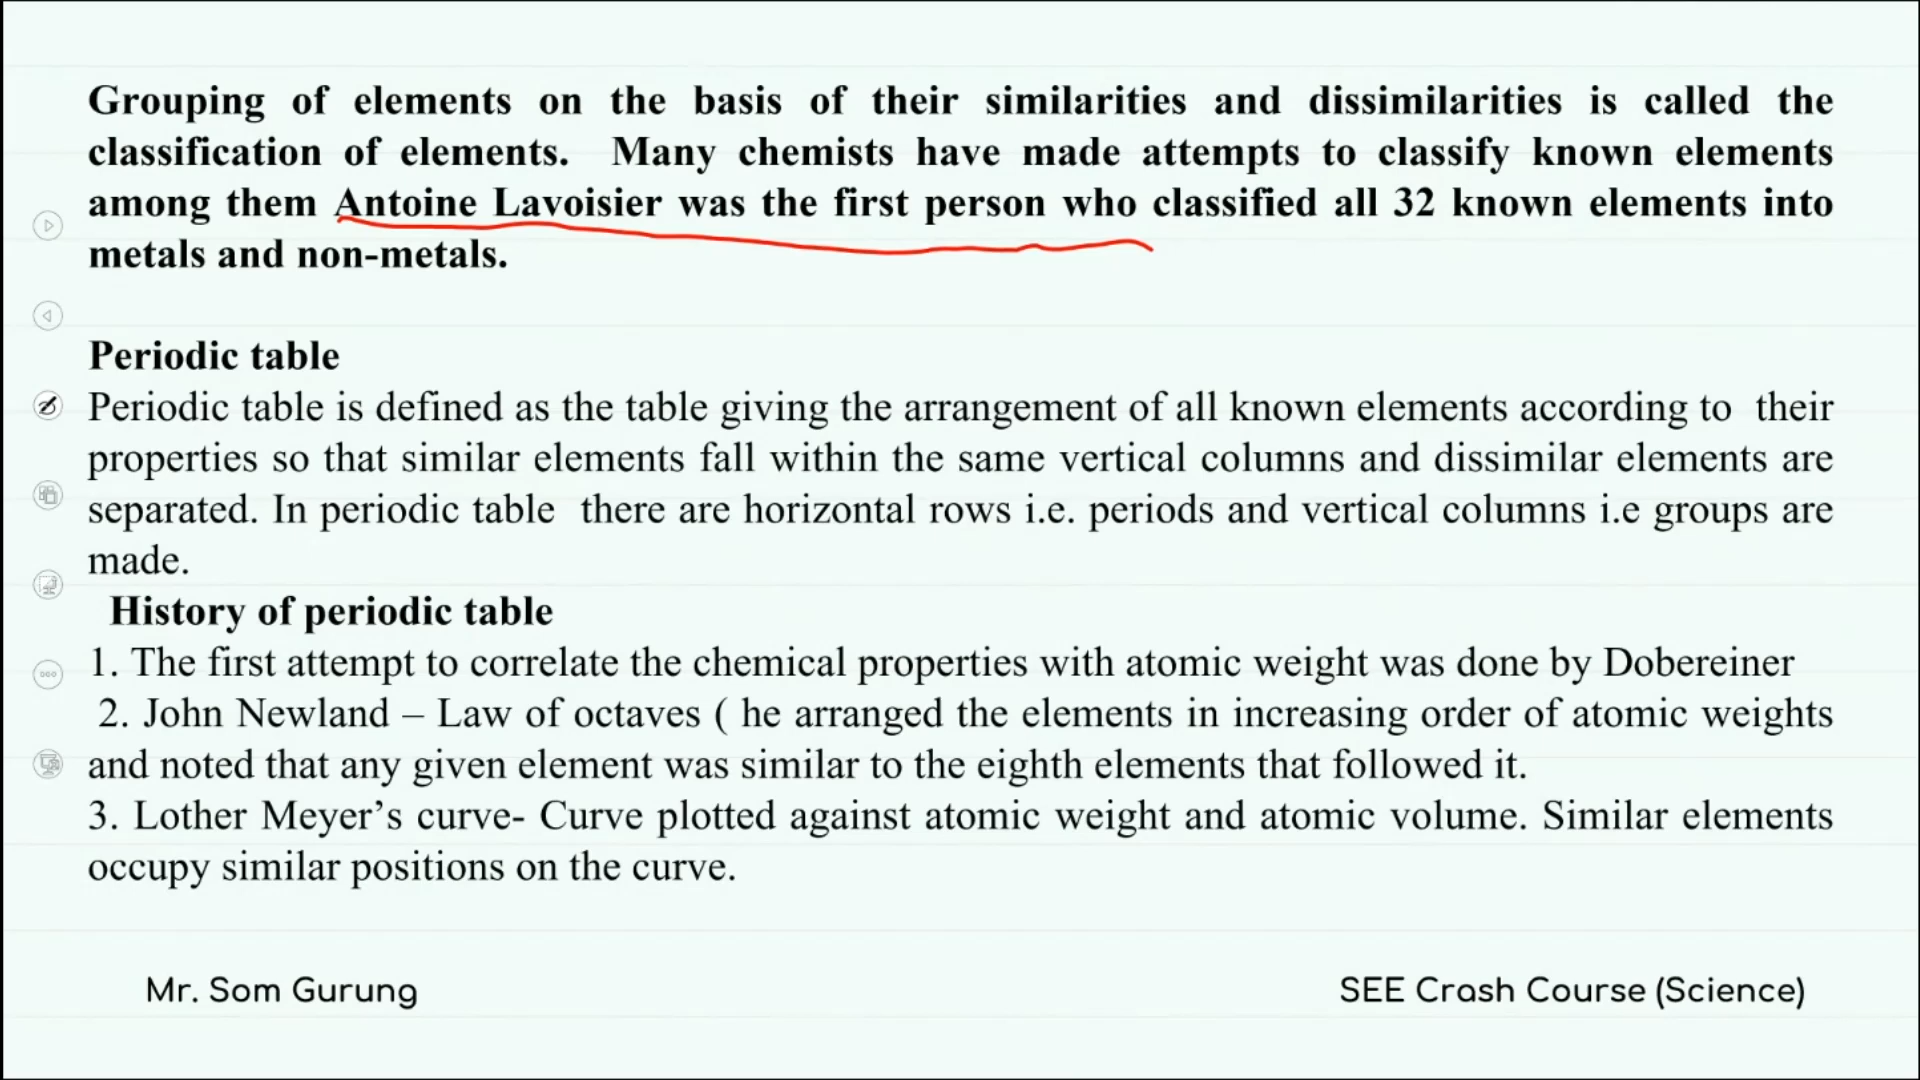 Grouping of elements on the basis of their similarities and dissimilarities is called the
classification of elements. Many chemists have made attempts to classify known elements
among them Antoine Lavoisier was the first person who classified all 32 known elements into
metals and non-metals.
Periodic table
Periodic table is defined as the table giving the arrangement of all known elements according to their
properties so that similar elements fall within the same vertical columns and dissimilar elements are
separated. In periodic table there are horizontal rows i.e. periods and vertical columns i.e groups are
made.
History of periodic table
1. The first attempt to correlate the chemical properties with atomic weight was done by Dobereiner
2. John Newland – Law of octaves ( he arranged the elements in increasing order of atomic weights
and noted that any given element was similar to the eighth elements that followed it.
3. Lother Meyer’s curve- Curve plotted against atomic weight and atomic volume. Similar elements
occupy similar positions on the curve.
Mr. Som Gurung
SEE Crash Course (Science)